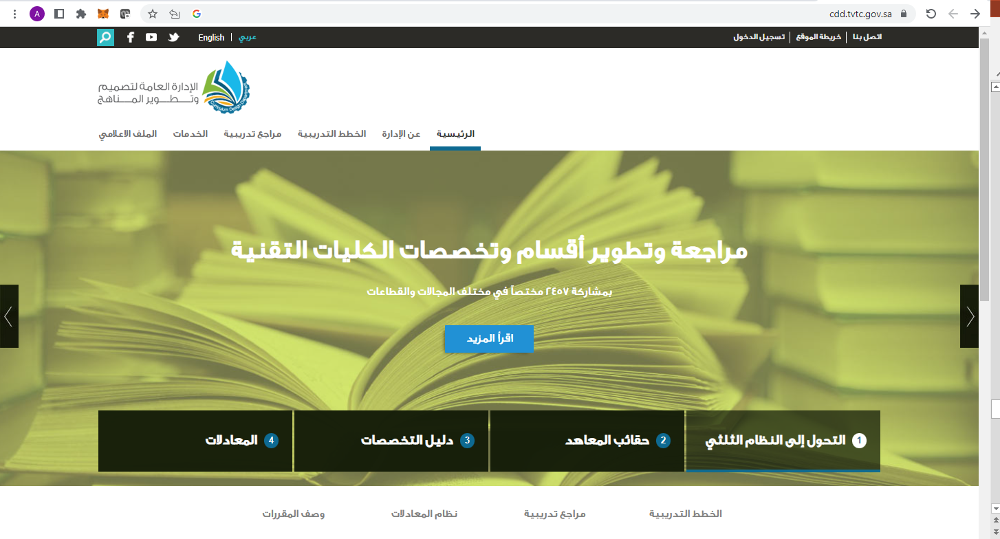 A
cdd.tvtc.gov.sa
اتصل بنا | خريطة الموقع | تسجيل الدخول
عربي | English
الإدارة العامة لتصميم
وتـــطـــوير المـــناهج
Curriculum Design Department
الرئيسية عن الإدارة الخطط التدريبية مراجع تدريبية الخدمات الملف الاعلامي
مراجعة وتطوير أقسام وتخصصات الكليات التقنية
بمشاركة ٢٤٥٧ مختصاً في مختلف المجالات والقطاعات
اقرأ المزيد
1 التحول إلى النظام الثلثي
2 حقائب المعاهد
3 دليل التخصصات
4 المعادلات
الخطط التدريبية مراجع تدريبية نظام المعادلات وصف المقررات